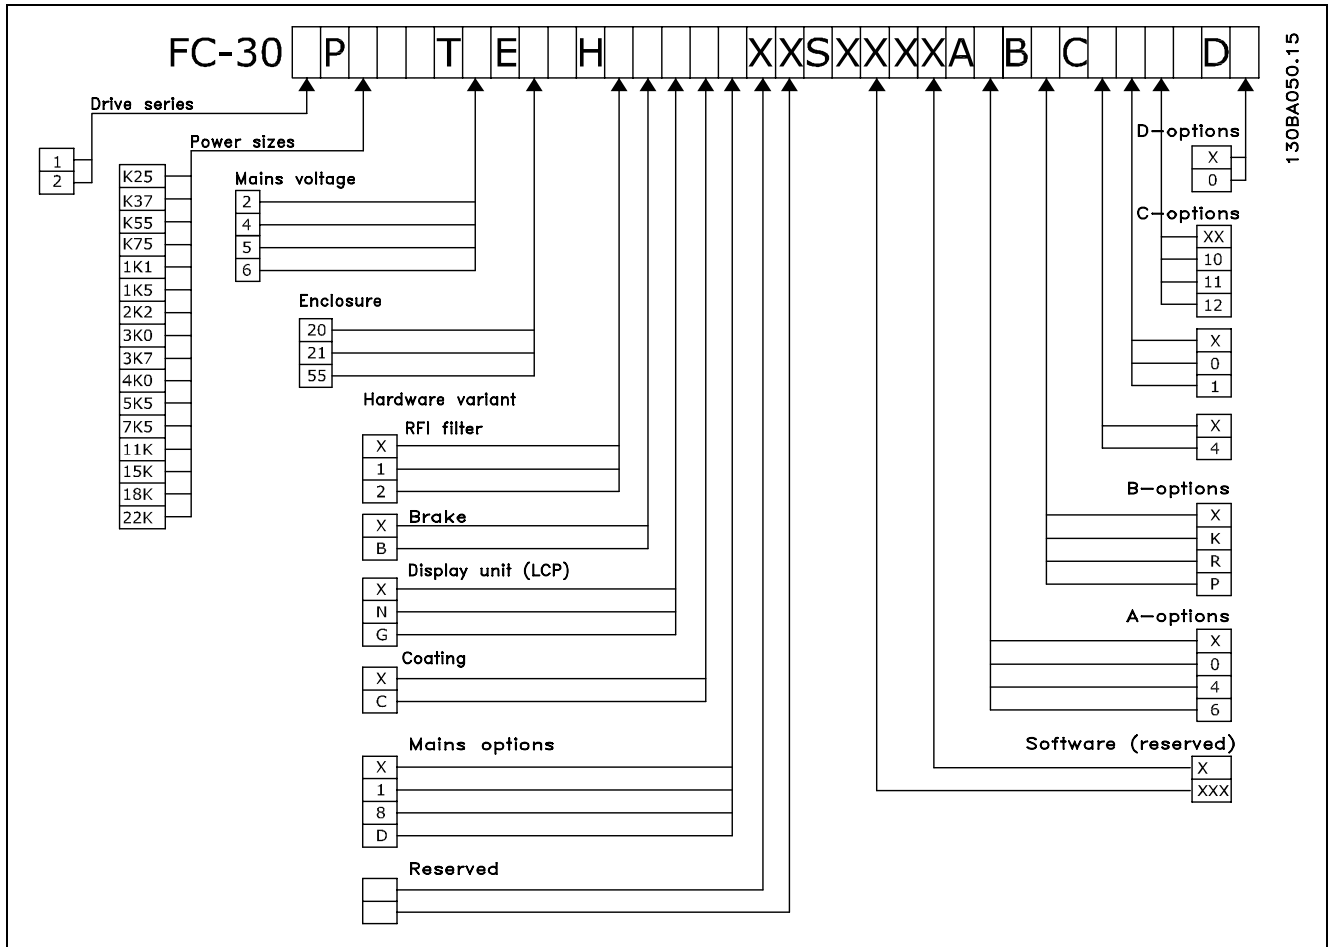 FC-30 P T E H XXSXXXXA B C D
130BA050.15
Drive series
1
2
Power sizes
K25
K37
K55
K75
1K1
1K5
2K2
3K0
3K7
4K0
5K5
7K5
11K
15K
18K
22K
Mains voltage
2
4
5
6
Enclosure
20
21
55
Hardware variant
RFI filter
X
1
2
Brake
X
B
Display unit (LCP)
X
N
G
Coating
X
C
Mains options
X
1
8
D
Reserved
D-options
X
0
C-options
XX
10
11
12
X
0
1
X
4
B-options
X
K
R
P
A-options
X
0
4
6
Software (reserved)
X
XXX